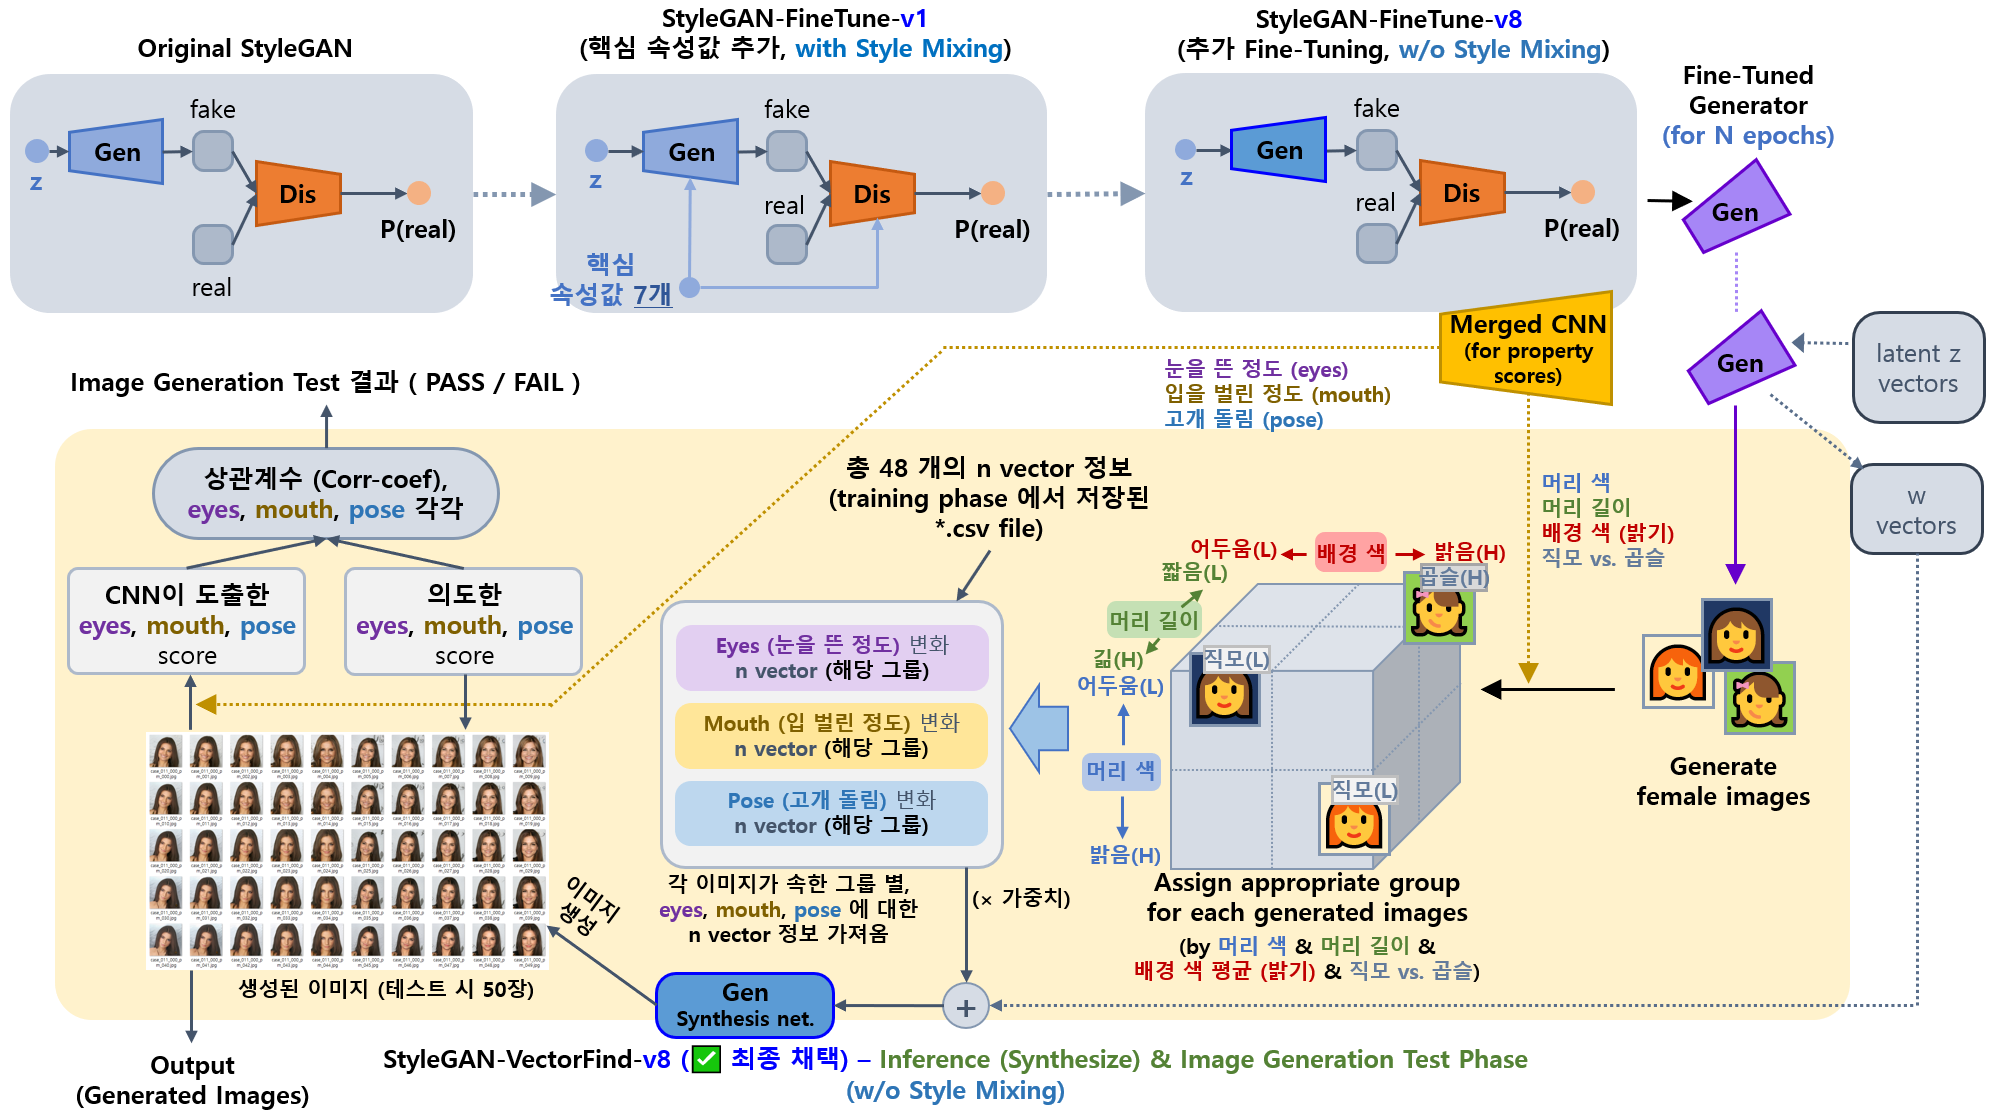 Original StyleGAN
fake
Gen
z
Dis
P(real)
real
StyleGAN-FineTune-v1
(핵심 속성값 추가, with Style Mixing)
fake
Gen
z
real
Dis
P(real)
핵심
속성값 7개
StyleGAN-FineTune-v8
(추가 Fine-Tuning, w/o Style Mixing)
fake
Gen
z
real
Dis
P(real)
Fine-Tuned
Generator
(for N epochs)
Gen
Gen
latent z
vectors
w
vectors
Merged CNN
(for property
scores)
눈을 뜬 정도 (eyes)
입을 벌린 정도 (mouth)
고개 돌림 (pose)
머리 색
머리 길이
배경 색 (밝기)
직모 vs. 곱슬
Image Generation Test 결과 ( PASS / FAIL )
상관계수 (Corr-coef),
eyes, mouth, pose 각각
CNN이 도출한
eyes, mouth, pose
score
의도한
eyes, mouth, pose
score
총 48 개의 n vector 정보
(training phase 에서 저장된
*.csv file)
Eyes (눈을 뜬 정도) 변화
n vector (해당 그룹)
Mouth (입 벌린 정도) 변화
n vector (해당 그룹)
Pose (고개 돌림) 변화
n vector (해당 그룹)
각 이미지가 속한 그룹 별,
eyes, mouth, pose 에 대한
n vector 정보 가져옴
(× 가중치)
어두움(L)
배경 색
밝음(H)
짧음(L)
머리 길이
긺(H)
어두움(L)
머리 색
밝음(H)
곱슬(H)
직모(L)
직모(L)
Assign appropriate group
for each generated images
(by 머리 색 & 머리 길이 &
배경 색 평균 (밝기) & 직모 vs. 곱슬)
Generate
female images
+
Gen
Synthesis net.
이미지
생성
생성된 이미지 (테스트 시 50장)
Output
(Generated Images)
StyleGAN-VectorFind-v8 (✅ 최종 채택) – Inference (Synthesize) & Image Generation Test Phase
(w/o Style Mixing)